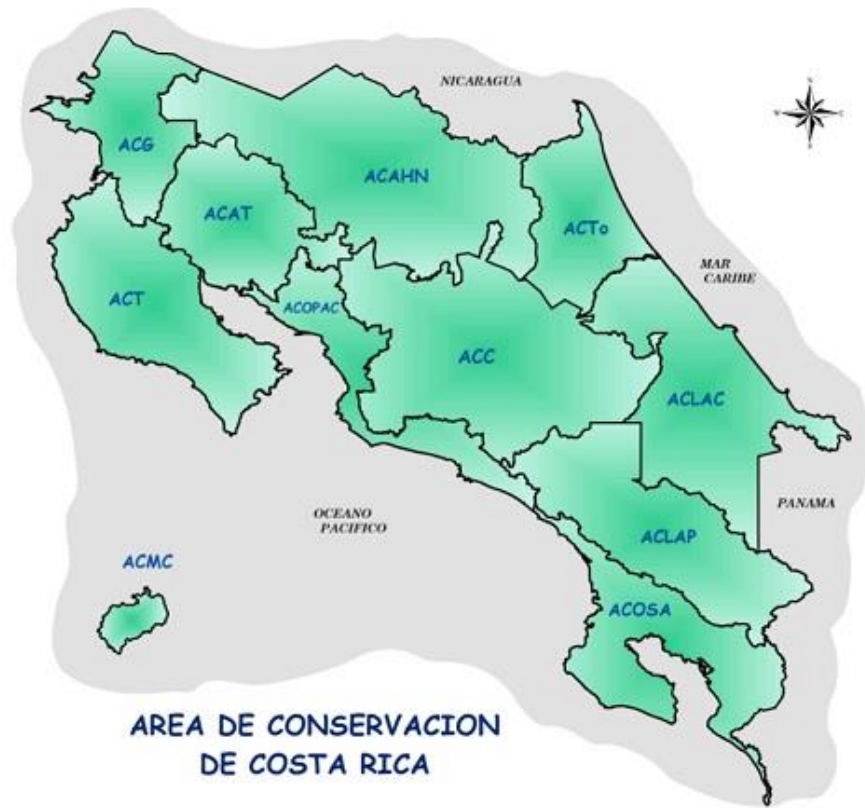 NICARAGUA
ACG
ACAHN
ACAT
ACTo
MAR
CARIBE
ACT
ACOPAC
ACC
ACLAC
OCEANO
PACIFICO
PANAMA
ACLAP
ACMC
ACOSA
AREA DE CONSERVACION
DE COSTA RICA